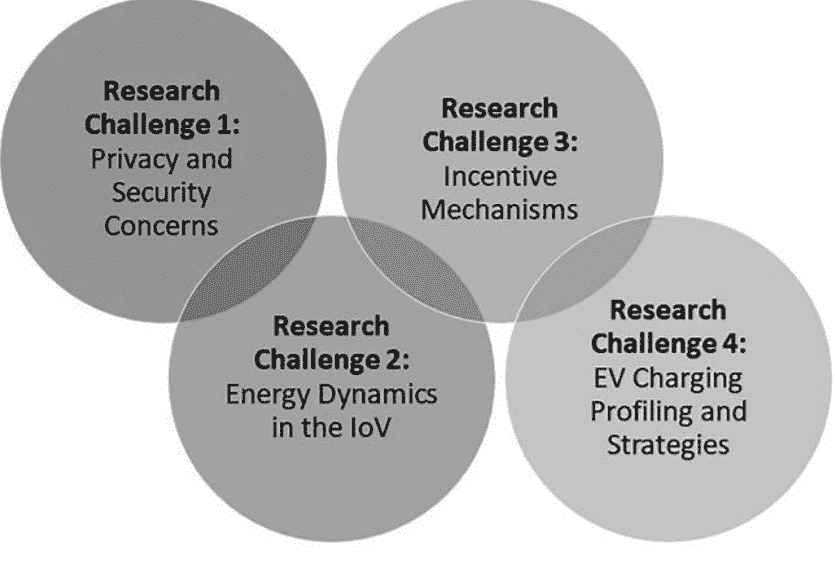 Research
Challenge 1:
Privacy and
Security
Concerns
Research
Challenge 2:
Energy Dynamics
in the IoV
Research
Challenge 3:
Incentive
Mechanisms
Research
Challenge 4:
EV Charging
Profiling and
Strategies